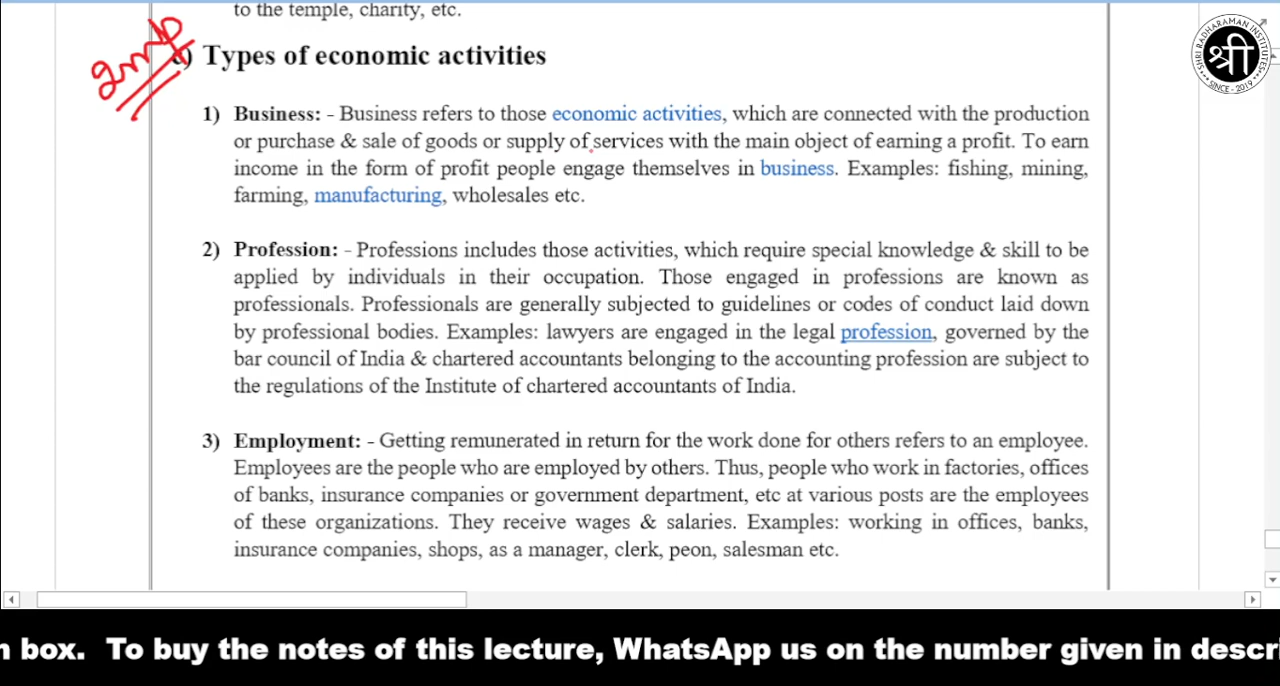 to the temple, charity, etc.
Imp
) Types of economic activities
1) Business: - Business refers to those economic activities, which are connected with the production
or purchase & sale of goods or supply of services with the main object of earning a profit. To earn
income in the form of profit people engage themselves in business. Examples: fishing, mining,
farming, manufacturing, wholesales etc.
2) Profession: - Professions includes those activities, which require special knowledge & skill to be
applied by individuals in their occupation. Those engaged in professions are known as
professionals. Professionals are generally subjected to guidelines or codes of conduct laid down
by professional bodies. Examples: lawyers are engaged in the legal profession, governed by the
bar council of India & chartered accountants belonging to the accounting profession are subject to
the regulations of the Institute of chartered accountants of India.
3) Employment: - Getting remunerated in return for the work done for others refers to an employee.
Employees are the people who are employed by others. Thus, people who work in factories, offices
of banks, insurance companies or government department, etc at various posts are the employees
of these organizations. They receive wages & salaries. Examples: working in offices, banks,
insurance companies, shops, as a manager, clerk, peon, salesman etc.
SHRI RADHARAMAN INSTITUTES
श्री
SINCE - 2019
n box. To buy the notes of this lecture, WhatsApp us on the number given in descri